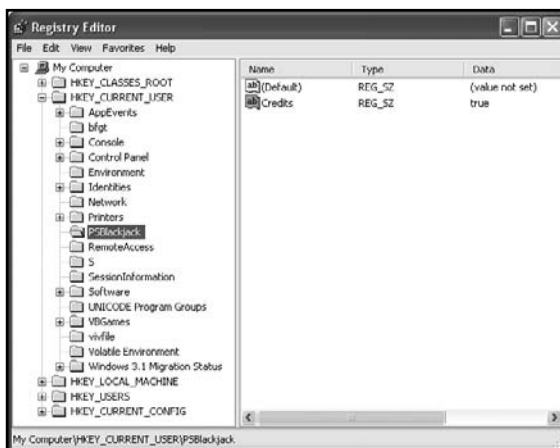 Registry Editor
File Edit View Favorites Help
My Computer
HKEY_CLASSES_ROOT
HKEY_CURRENT_USER
AppEvents
bfgt
Console
Control Panel
Environment
Identities
Network
Printers
PSBlackjack
RemoteAccess
S
SessionInformation
Software
UNICODE Program Groups
VBGames
vivfile
Volatile Environment
Windows 3.1 Migration Status
HKEY_LOCAL_MACHINE
HKEY_USERS
HKEY_CURRENT_CONFIG
Name Type Data
ab (Default) REG_SZ (value not set)
ab Credits REG_SZ true
My Computer\HKEY_CURRENT_USER\PSBlackjack